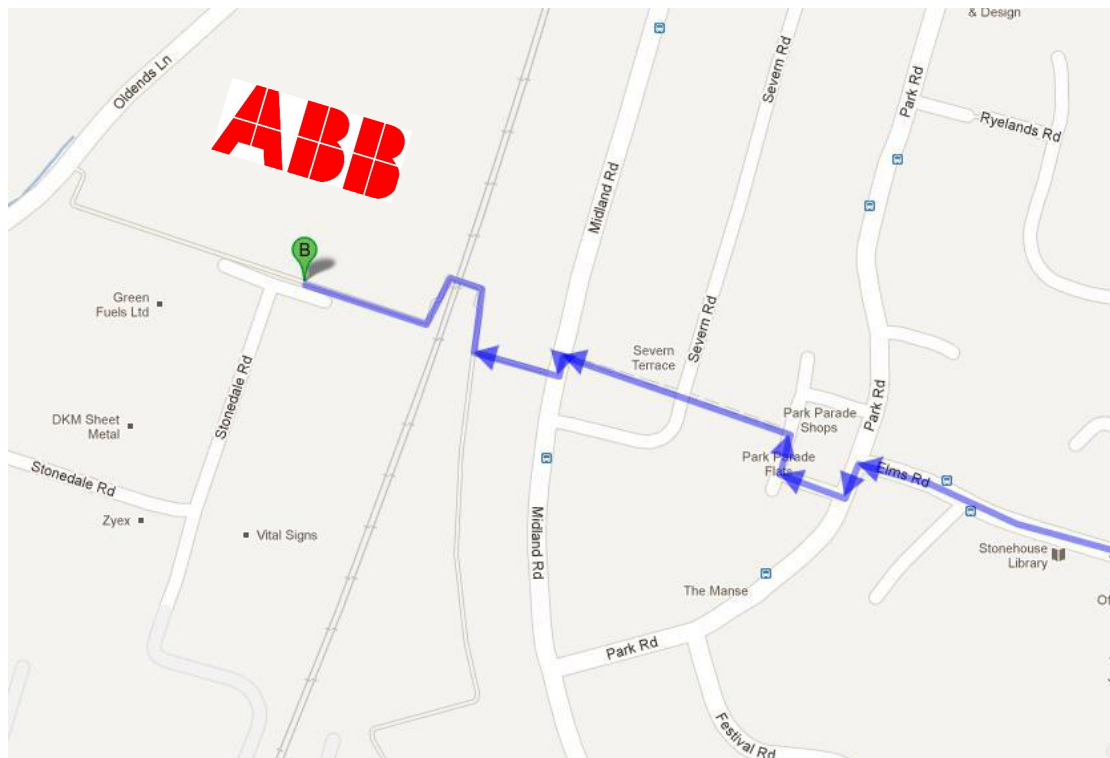 & Design
Oldends Ln
Severn Rd
Park Rd
ABB
Ryelands Rd
Midland Rd
B
Green
Fuels Ltd
Severn Rd
Severn
Terrace
Stonedale Rd
Park Rd
Park Parade
Shops
DKM Sheet
Metal
Park Parade
Flats
Elms Rd
Stonedale Rd
Zyex
Vital Signs
Midland Rd
Stonehouse
Library
The Manse
Of
Park Rd
Festival Rd